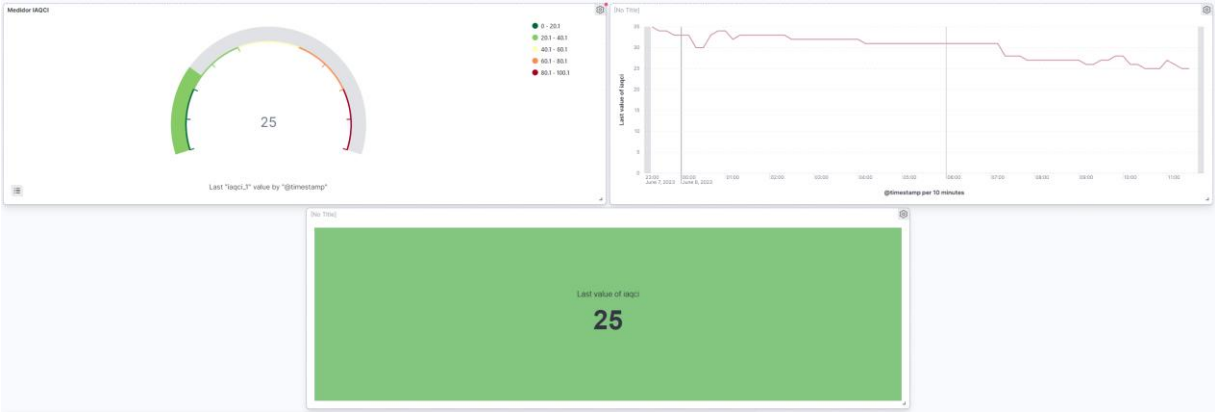 Medidor IAQCI
0 - 20.1
20.1 - 40.1
40.1 - 60.1
60.1 - 80.1
80.1 - 100.1
25
Last "iaqci_1" value by "@timestamp"
[No Title]
Last value of iaqci
35
30
25
20
15
10
5
0
23:00 00:00 01:00 02:00 03:00 04:00 05:00 06:00 07:00 08:00 09:00 10:00 11:00
June 7, 2023 June 8, 2023
@timestamp per 10 minutes
[No Title]
Last value of iaqci
25